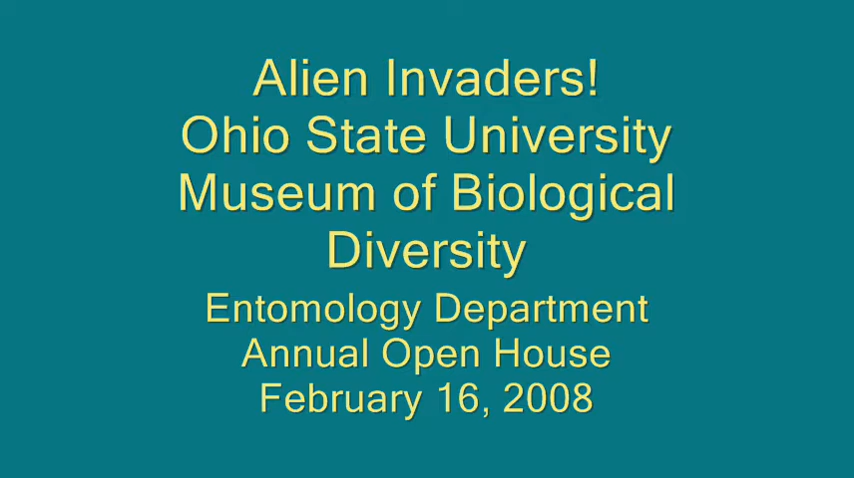 Alien Invaders!
Ohio State University
Museum of Biological
Diversity
Entomology Department
Annual Open House
February 16, 2008